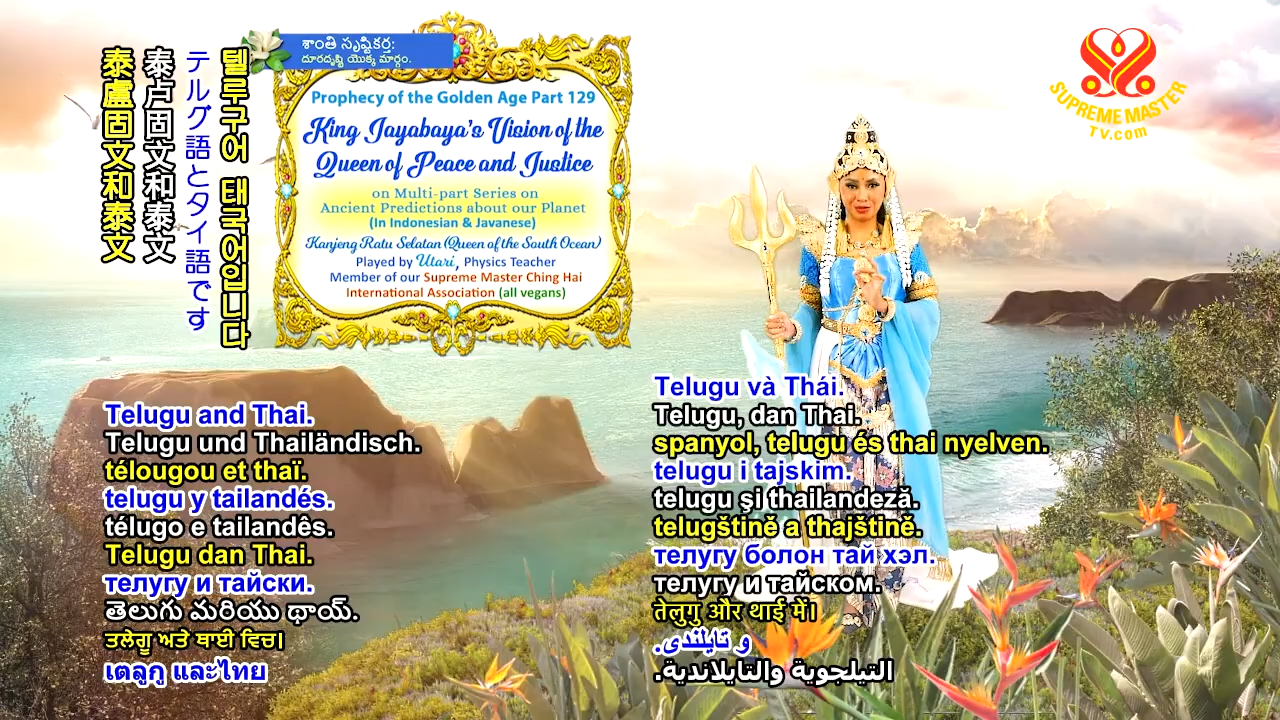 శాంతి సృష్టికర్త:
దూరదృష్టి యొక్క మార్గం.
Prophecy of the Golden Age Part 129
King Jayabaya's Vision of the
Queen of Peace and Justice
on Multi-part Series on
Ancient Predictions about our Planet
(In Indonesian & Javanese)
Kanjeng Ratu Selatan (Queen of the South Ocean)
Played by Utari, Physics Teacher
Member of our Supreme Master Ching Hai
International Association (all vegans)
SUPREME MASTER
TV.com
텔루구어 태국어입니다
テルグ語とタイ語です
泰卢固文和泰文
泰盧固文和泰文
Telugu and Thai.
Telugu und Thailändisch.
télougou et thaï.
telugu y tailandés.
télugo e tailandês.
Telugu dan Thai.
телугу и тайски.
తెలుగు మరియు థాయ్.
ਤਲੇਗੂ ਅਤੇ ਥਾਈ ਵਿਚ।
เตลูกู และไทย
Telugu và Thái.
Telugu, dan Thai.
spanyol, telugu és thai nyelven.
telugu i tajskim.
telugu şi thailandeză.
telugštině a thajštině.
телугу болон тай хэл.
телугу и тайском.
तेलुगु और थाई में।
و تایلندی.
التيلجوية والتايلاندية.